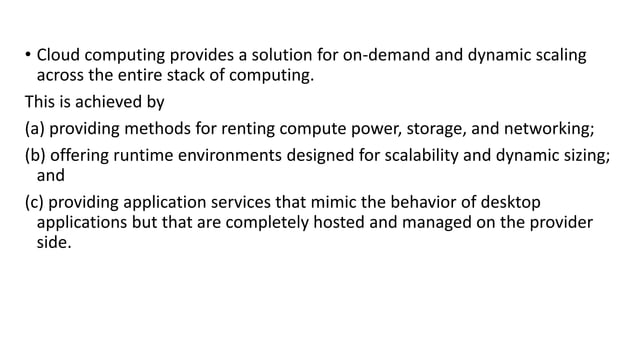 • Cloud computing provides a solution for on-demand and dynamic scaling
across the entire stack of computing.
This is achieved by
(a) providing methods for renting compute power, storage, and networking;
(b) offering runtime environments designed for scalability and dynamic sizing;
and
(c) providing application services that mimic the behavior of desktop
applications but that are completely hosted and managed on the provider
side.